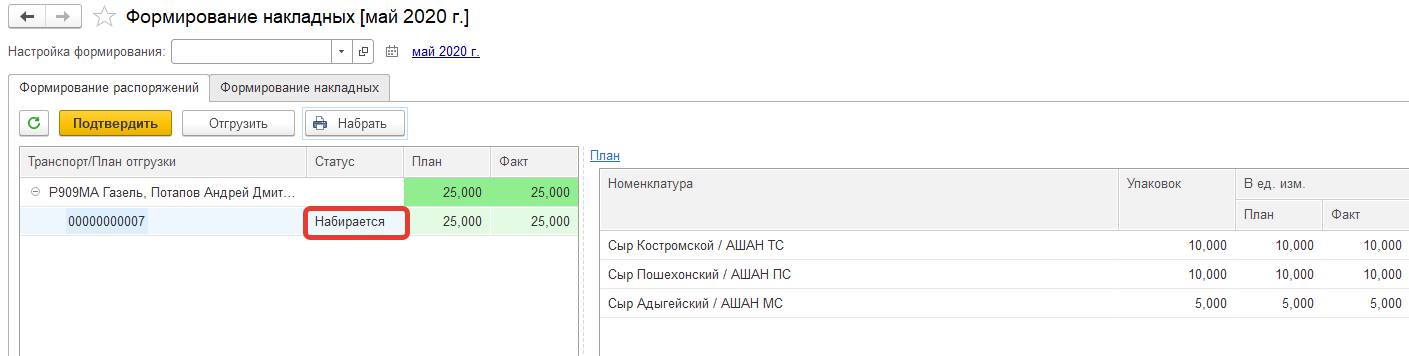 Формирование накладных [май 2020 г.]
Настройка формирования: май 2020 г.
Формирование распоряжений Формирование накладных
Подтвердить Отгрузить Набрать
Транспорт/План отгрузки Статус План Факт
Р909МА Газель, Потапов Андрей Дмит... 25,000 25,000
00000000007 Набирается 25,000 25,000
План
Номенклатура Упаковок В ед. изм.
План Факт
Сыр Костромской / АШАН ТС 10,000 10,000 10,000
Сыр Пошехонский / АШАН ПС 10,000 10,000 10,000
Сыр Адыгейский / АШАН МС 5,000 5,000 5,000